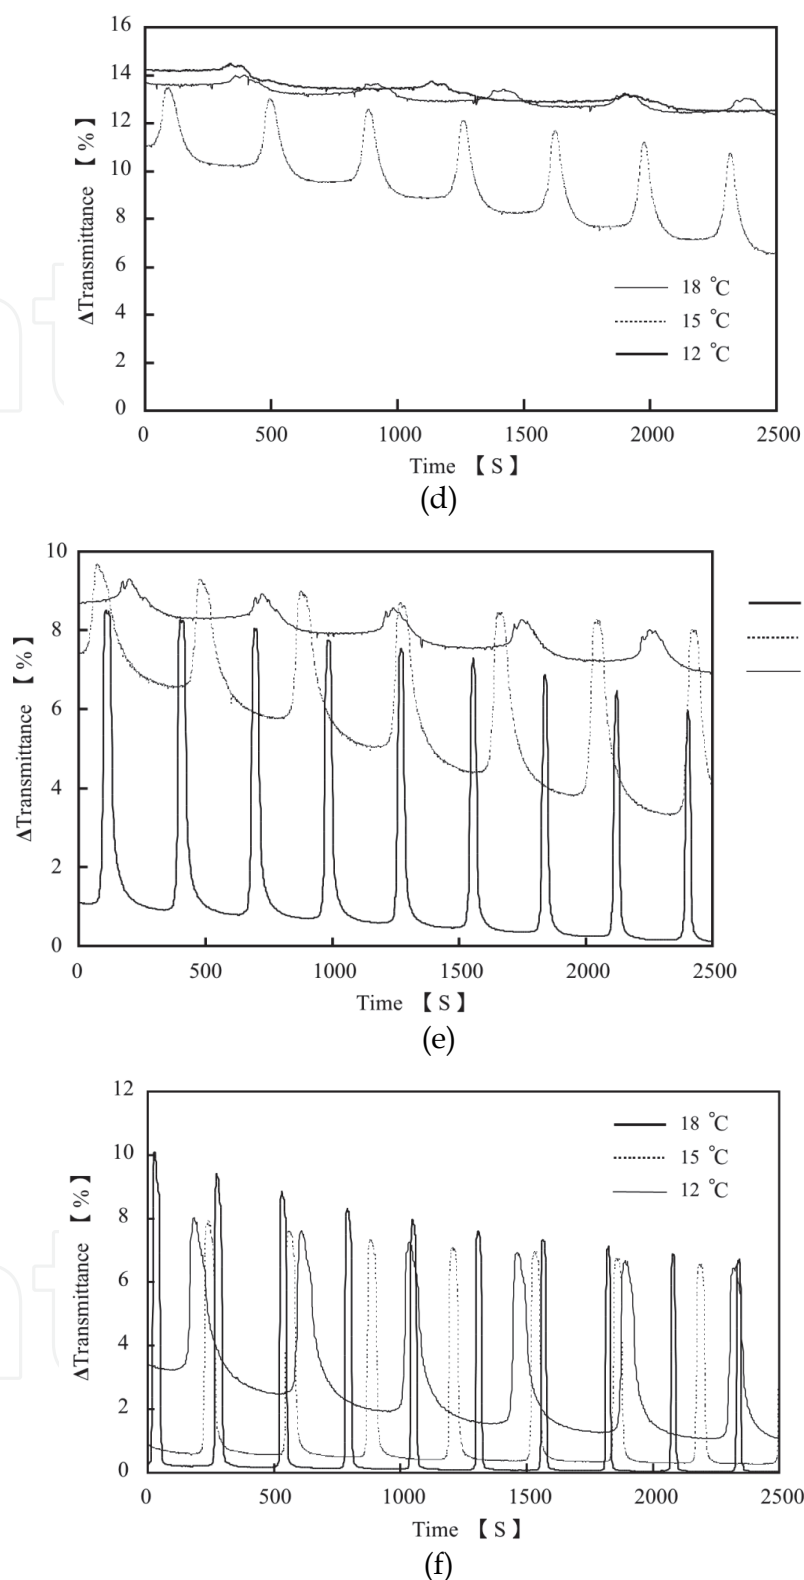 16
14
12
10
8
6
4
2
0
ΔTransmittance 【 % 】
18 °C
15 °C
12 °C
0 500 1000 1500 2000 2500
Time 【 S 】
(d)
10
8
6
4
2
0
ΔTransmittance 【 % 】
0 500 1000 1500 2000 2500
Time 【 S 】
(e)
12
10
8
6
4
2
0
ΔTransmittance 【 % 】
18 °C
15 °C
12 °C
0 500 1000 1500 2000 2500
Time 【 S 】
(f)